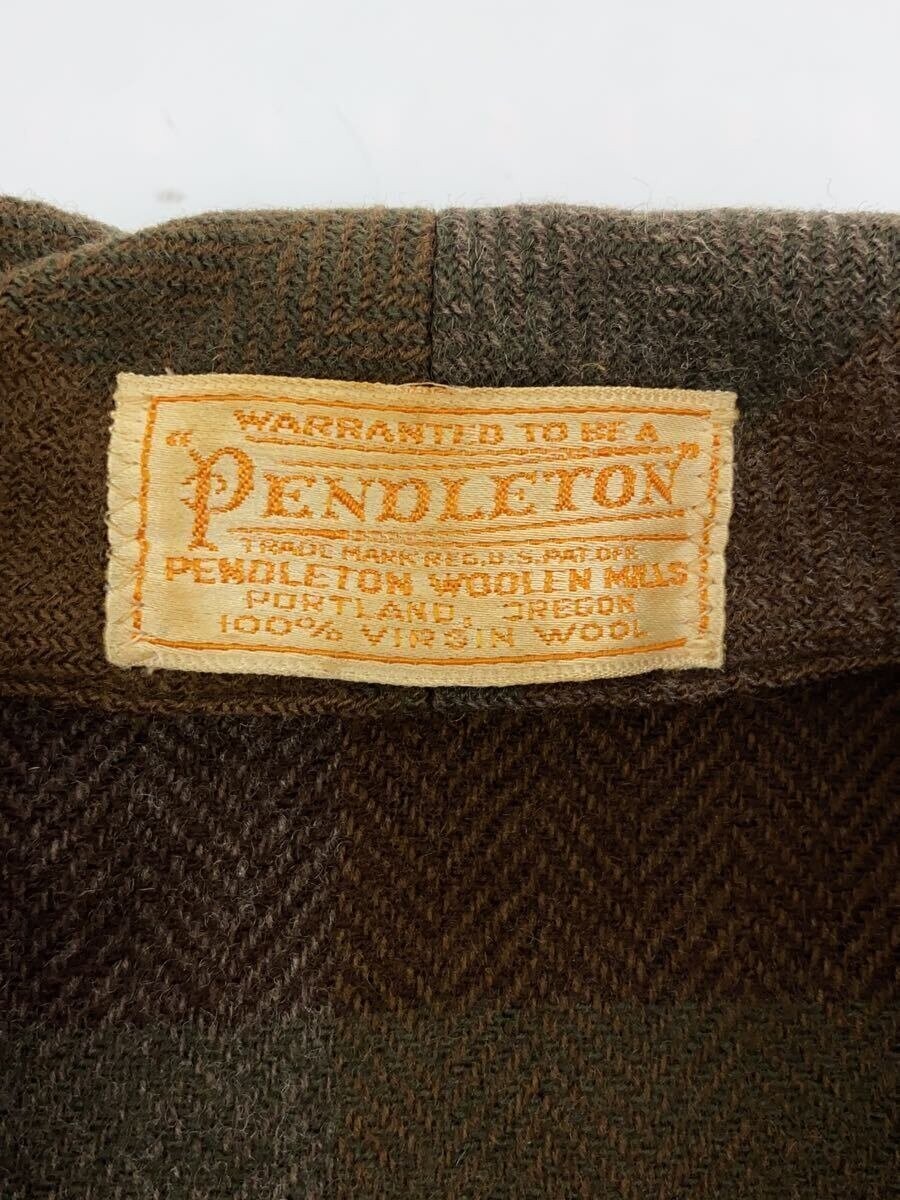 WARRANTED TO BE A
"PENDLETON"
TRADE MARK REG. U.S. PAT. OFF.
PENDLETON WOOLEN MILLS
PORTLAND, OREGON
100% VIRGIN WOOL